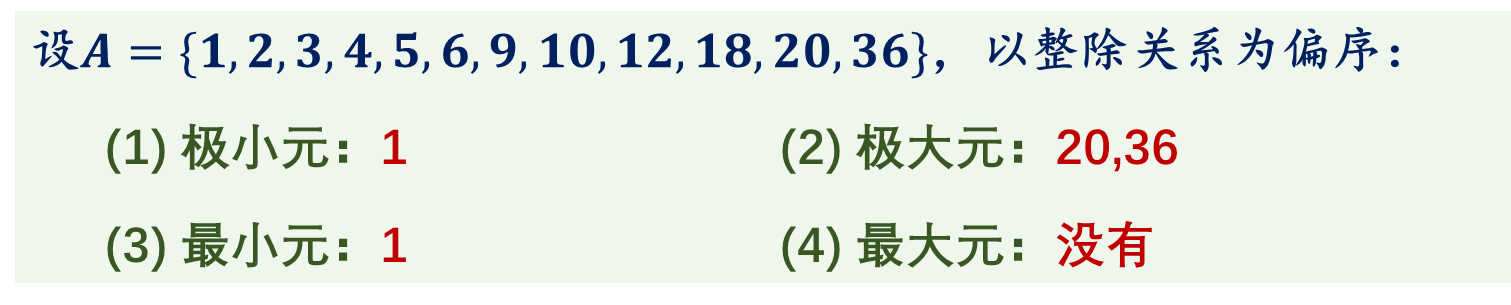 设A = {1, 2, 3, 4, 5, 6, 9, 10, 12, 18, 20, 36}，以整除关系为偏序：
(1) 极小元：1 (2) 极大元：20,36
(3) 最小元：1 (4) 最大元：没有